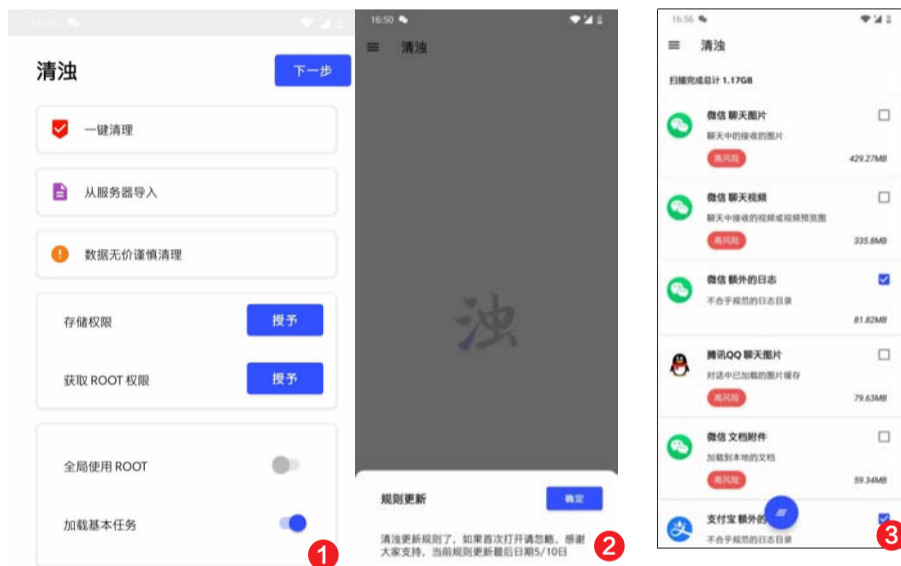 16:50
清浊
下一步
一键清理
从服务器导入
数据无价谨慎清理
存储权限
授予
获取 ROOT 权限
授予
全局使用 ROOT
加载基本任务
1
16:50
清浊
浊
规则更新
确定
清浊更新规则了，如果首次打开请忽略，感谢
大家支持，当前规则更新最后日期5/10日
2
16:56
清浊
扫描完成总计 1.17GB
微信 聊天图片
聊天中的接收的图片
高风险
429.27MB
微信 聊天视频
聊天中接收的视频或视频预览图
高风险
335.8MB
微信 额外的日志
不合乎规范的日志目录
81.82MB
腾讯QQ 聊天图片
对话中已加载的图片缓存
高风险
79.63MB
微信 文档附件
加载到本地的文档
高风险
59.34MB
支付宝 额外的
不合乎规范的日志目录
3